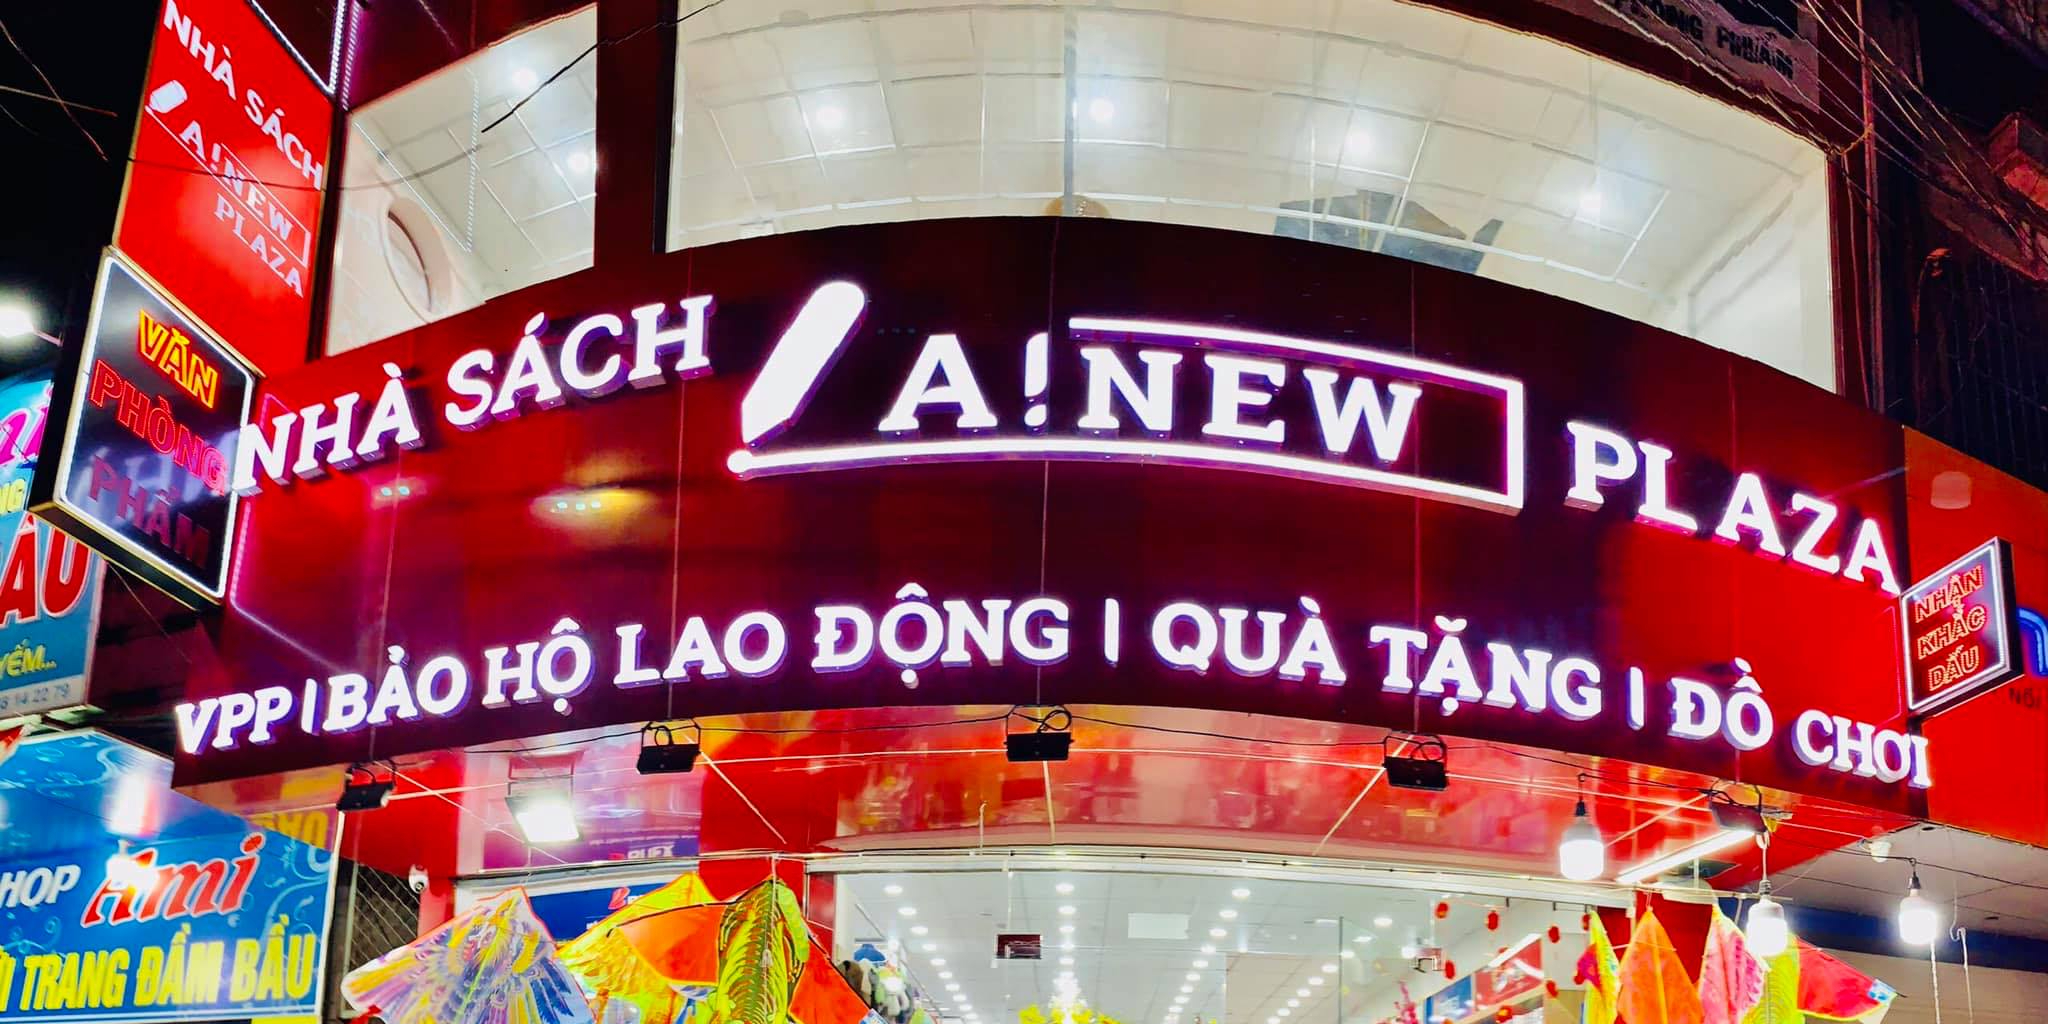 NHÀ SÁCH
A!NEW
PLAZA
VĂN
PHÒNG
PHẨM
NHÀ SÁCH A!NEW PLAZA
VPP | BẢO HỘ LAO ĐỘNG | QUÀ TẶNG | ĐỒ CHƠI
NHẬN
KHẮC
DẤU
HOP Ami
TRANG ĐẦM BẦU